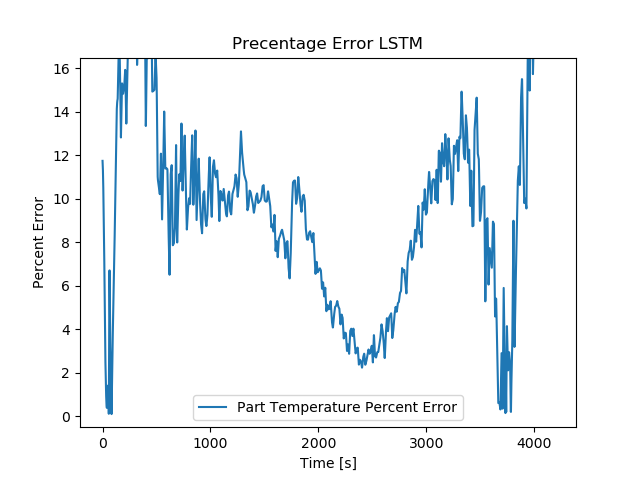 Precentage Error LSTM
16
14
12
10
8
6
4
2
0
Percent Error
Part Temperature Percent Error
0 1000 2000 3000 4000
Time [s]